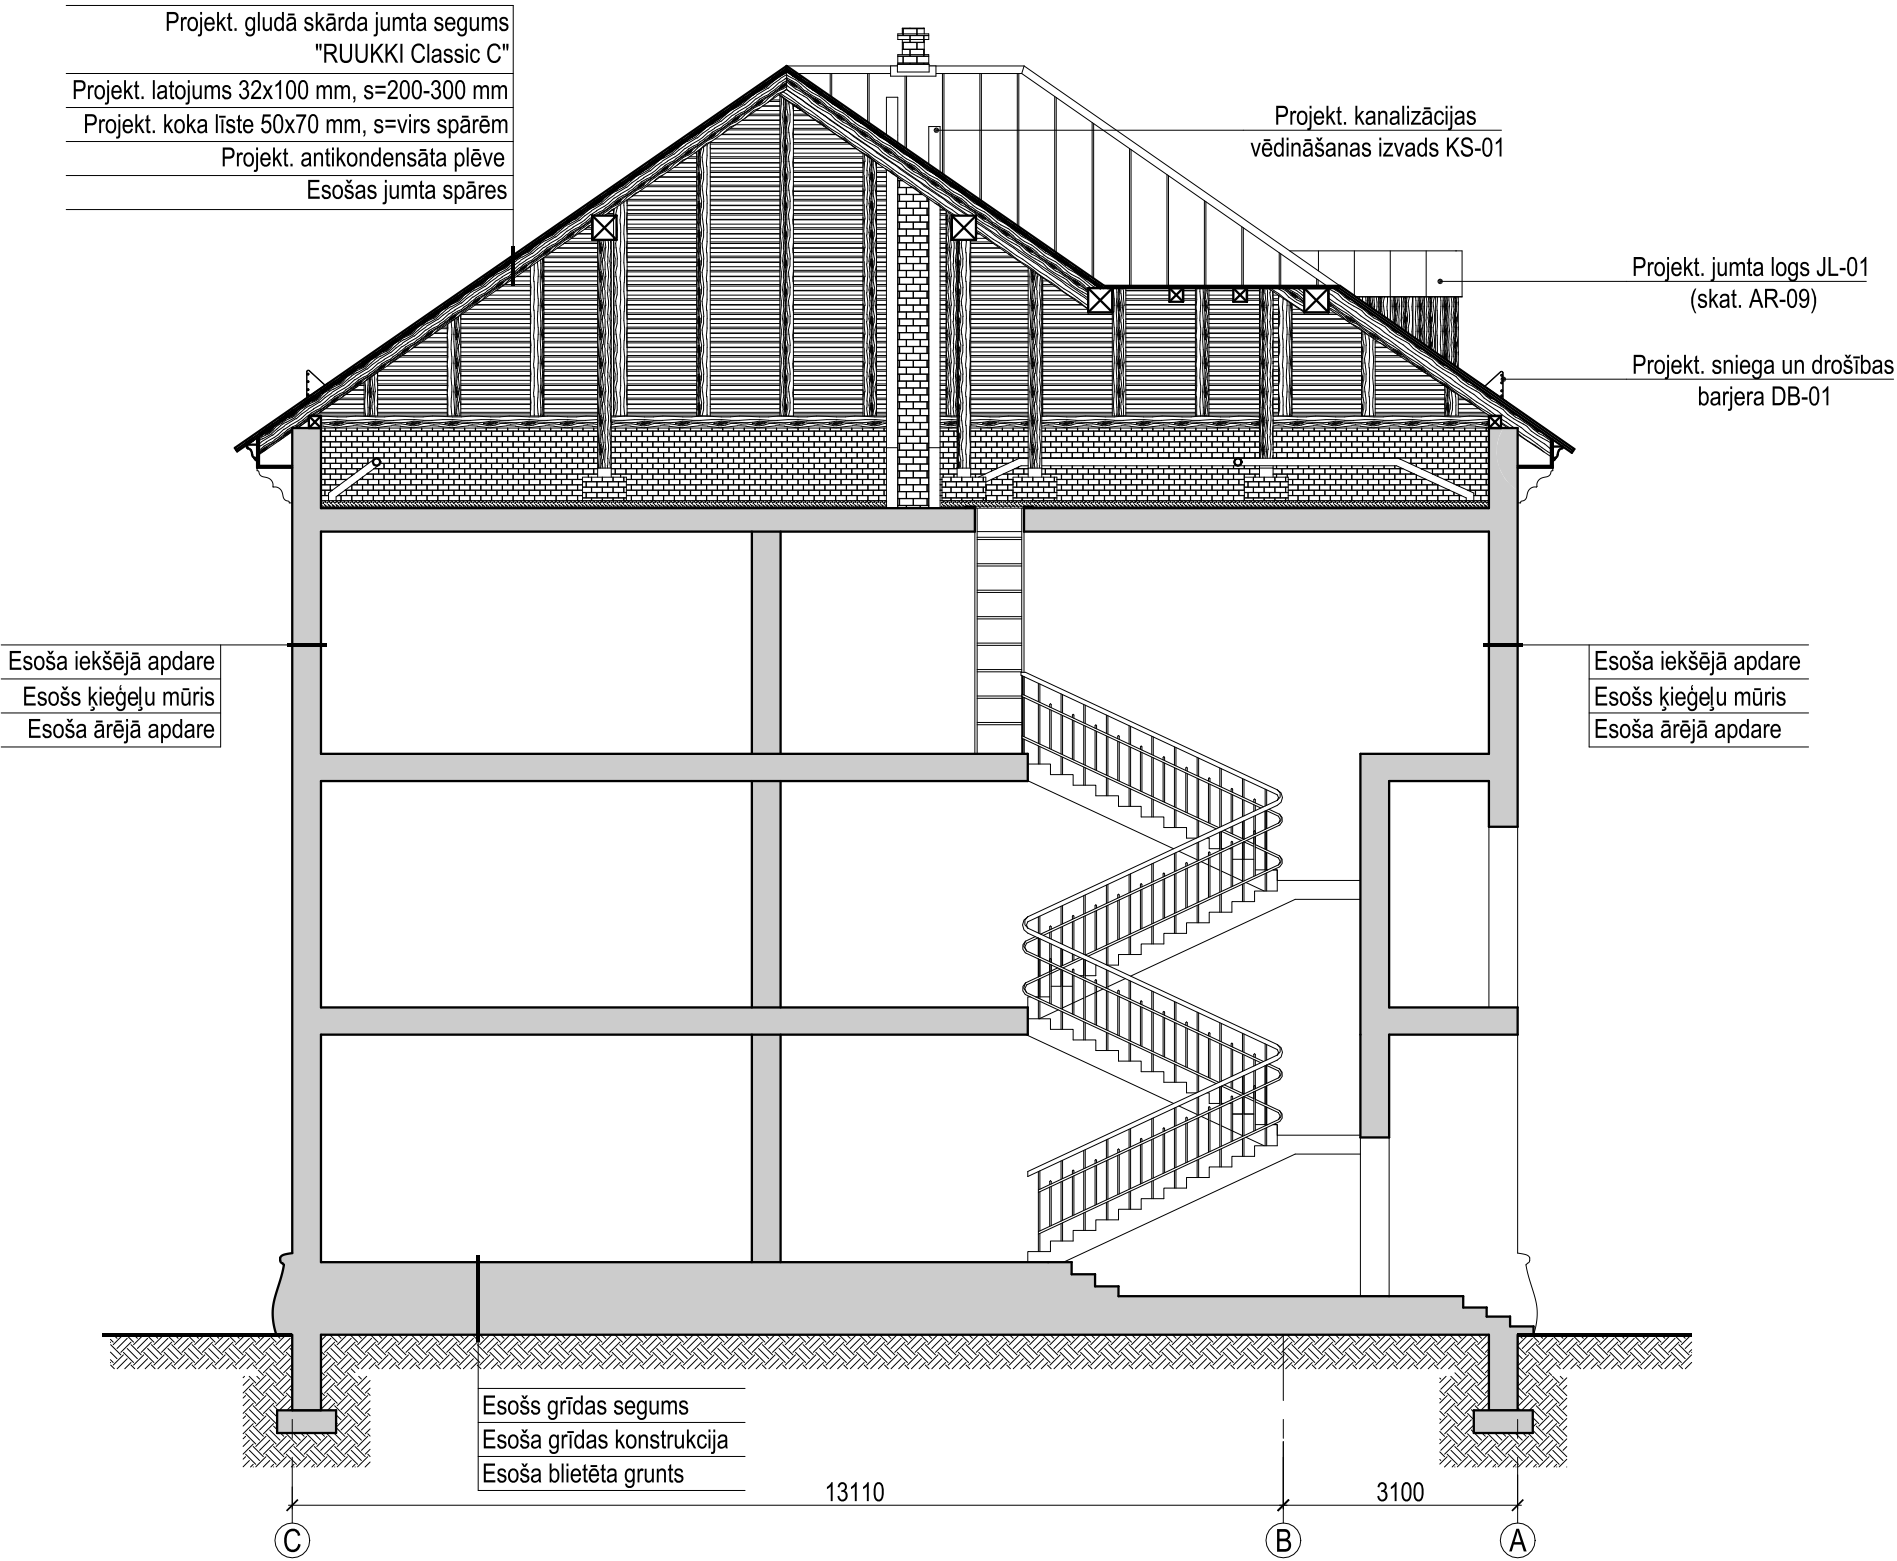 Projekt. gludā skārda jumta segums
"RUUKKI Classic C"
Projekt. latojums 32x100 mm, s=200-300 mm
Projekt. koka līste 50x70 mm, s=virs spārēm
Projekt. antikondensāta plēve
Esošas jumta spāres
Projekt. kanalizācijas
vēdināšanas izvads KS-01
Projekt. jumta logs JL-01
(skat. AR-09)
Projekt. sniega un drošības
barjera DB-01
Esoša iekšējā apdare
Esošs ķieģeļu mūris
Esoša ārējā apdare
Esoša iekšējā apdare
Esošs ķieģeļu mūris
Esoša ārējā apdare
Esošs grīdas segums
Esoša grīdas konstrukcija
Esoša blietēta grunts
13110
3100
C
B
A